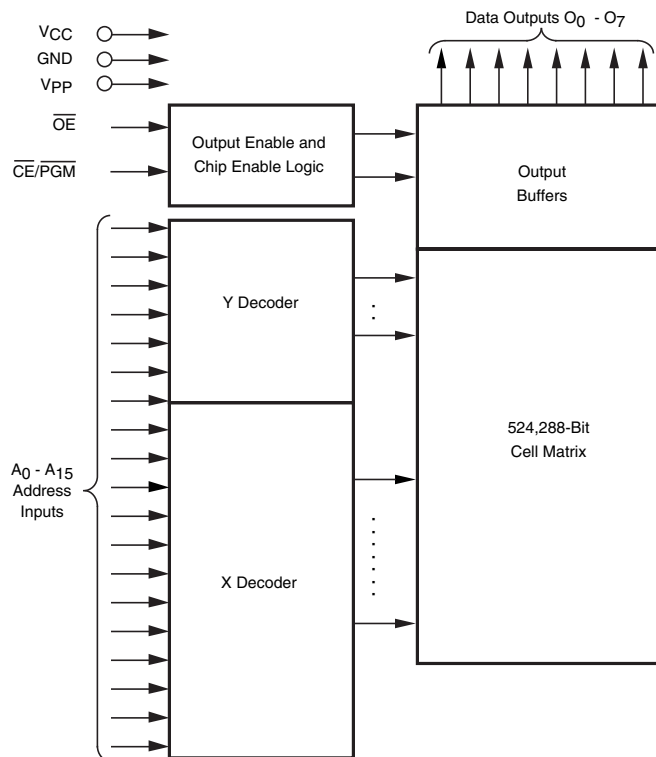 Data Outputs O0 - O7
VCC
GND
VPP
OE
CE/PGM
Output Enable and
Chip Enable Logic
Output
Buffers
Y Decoder
524,288-Bit
Cell Matrix
A0 - A15
Address
Inputs
X Decoder